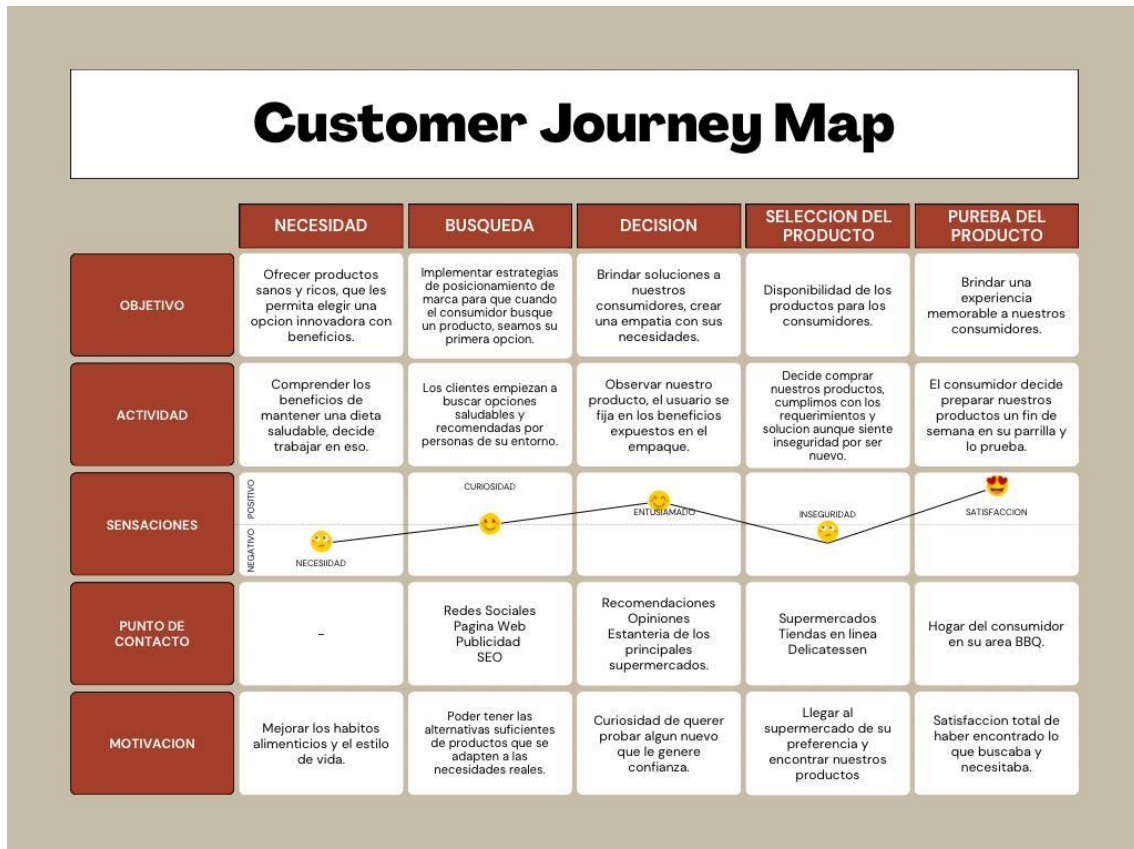 Customer Journey Map
NECESIDAD
BUSQUEDA
DECISION
SELECCION DEL
PRODUCTO
PUREBA DEL
PRODUCTO
OBJETIVO
Ofrecer productos
sanos y ricos, que les
permita elegir una
opcion innovadora con
beneficios.
Implementar estrategias
de posicionamiento de
marca para que cuando
el consumidor busque
un producto, seamos su
primera opcion.
Brindar soluciones a
nuestros
consumidores, crear
una empatia con sus
necesidades.
Disponibilidad de los
productos para los
consumidores.
Brindar una
experiencia
memorable a nuestros
consumidores.
ACTIVIDAD
Comprender los
beneficios de
mantener una dieta
saludable, decide
trabajar en eso.
Los clientes empiezan a
buscar opciones
saludables y
recomendadas por
personas de su entorno.
Observar nuestro
producto, el usuario se
fija en los beneficios
expuestos en el
empaque.
Decide comprar
nuestros productos,
cumplimos con los
requerimientos y
solucion aunque siente
inseguridad por ser
nuevo.
El consumidor decide
preparar nuestros
productos un fin de
semana en su parrilla y
lo prueba.
SENSACIONES
POSITIVO
NEGATIVO
NECESIIDAD
CURIOSIDAD
ENTUSIAMADO
INSEGURIDAD
SATISFACCION
PUNTO DE
CONTACTO
-
Redes Sociales
Pagina Web
Publicidad
SEO
Recomendaciones
Opiniones
Estanteria de los
principales
supermercados.
Supermercados
Tiendas en linea
Delicatessen
Hogar del consumidor
en su area BBQ.
MOTIVACION
Mejorar los habitos
alimenticios y el estilo
de vida.
Poder tener las
alternativas suficientes
de productos que se
adapten a las
necesidades reales.
Curiosidad de querer
probar algun nuevo
que le genere
confianza.
Llegar al
supermercado de su
preferencia y
encontrar nuestros
productos
Satisfaccion total de
haber encontrado lo
que buscaba y
necesitaba.